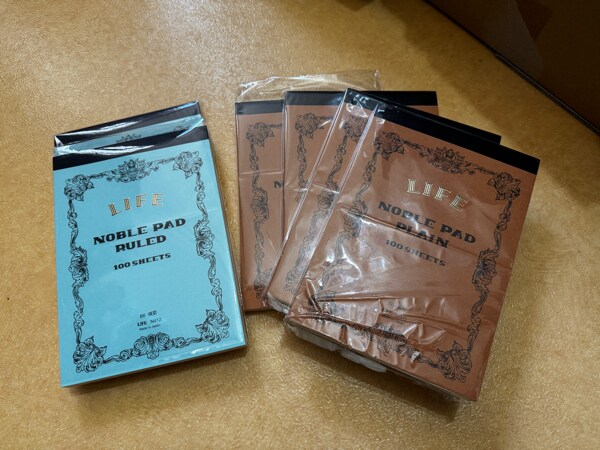 LIFE
NOBLE PAD
RULED
100 SHEETS
LIFE
NOBLE PAD
PLAIN
100 SHEETS